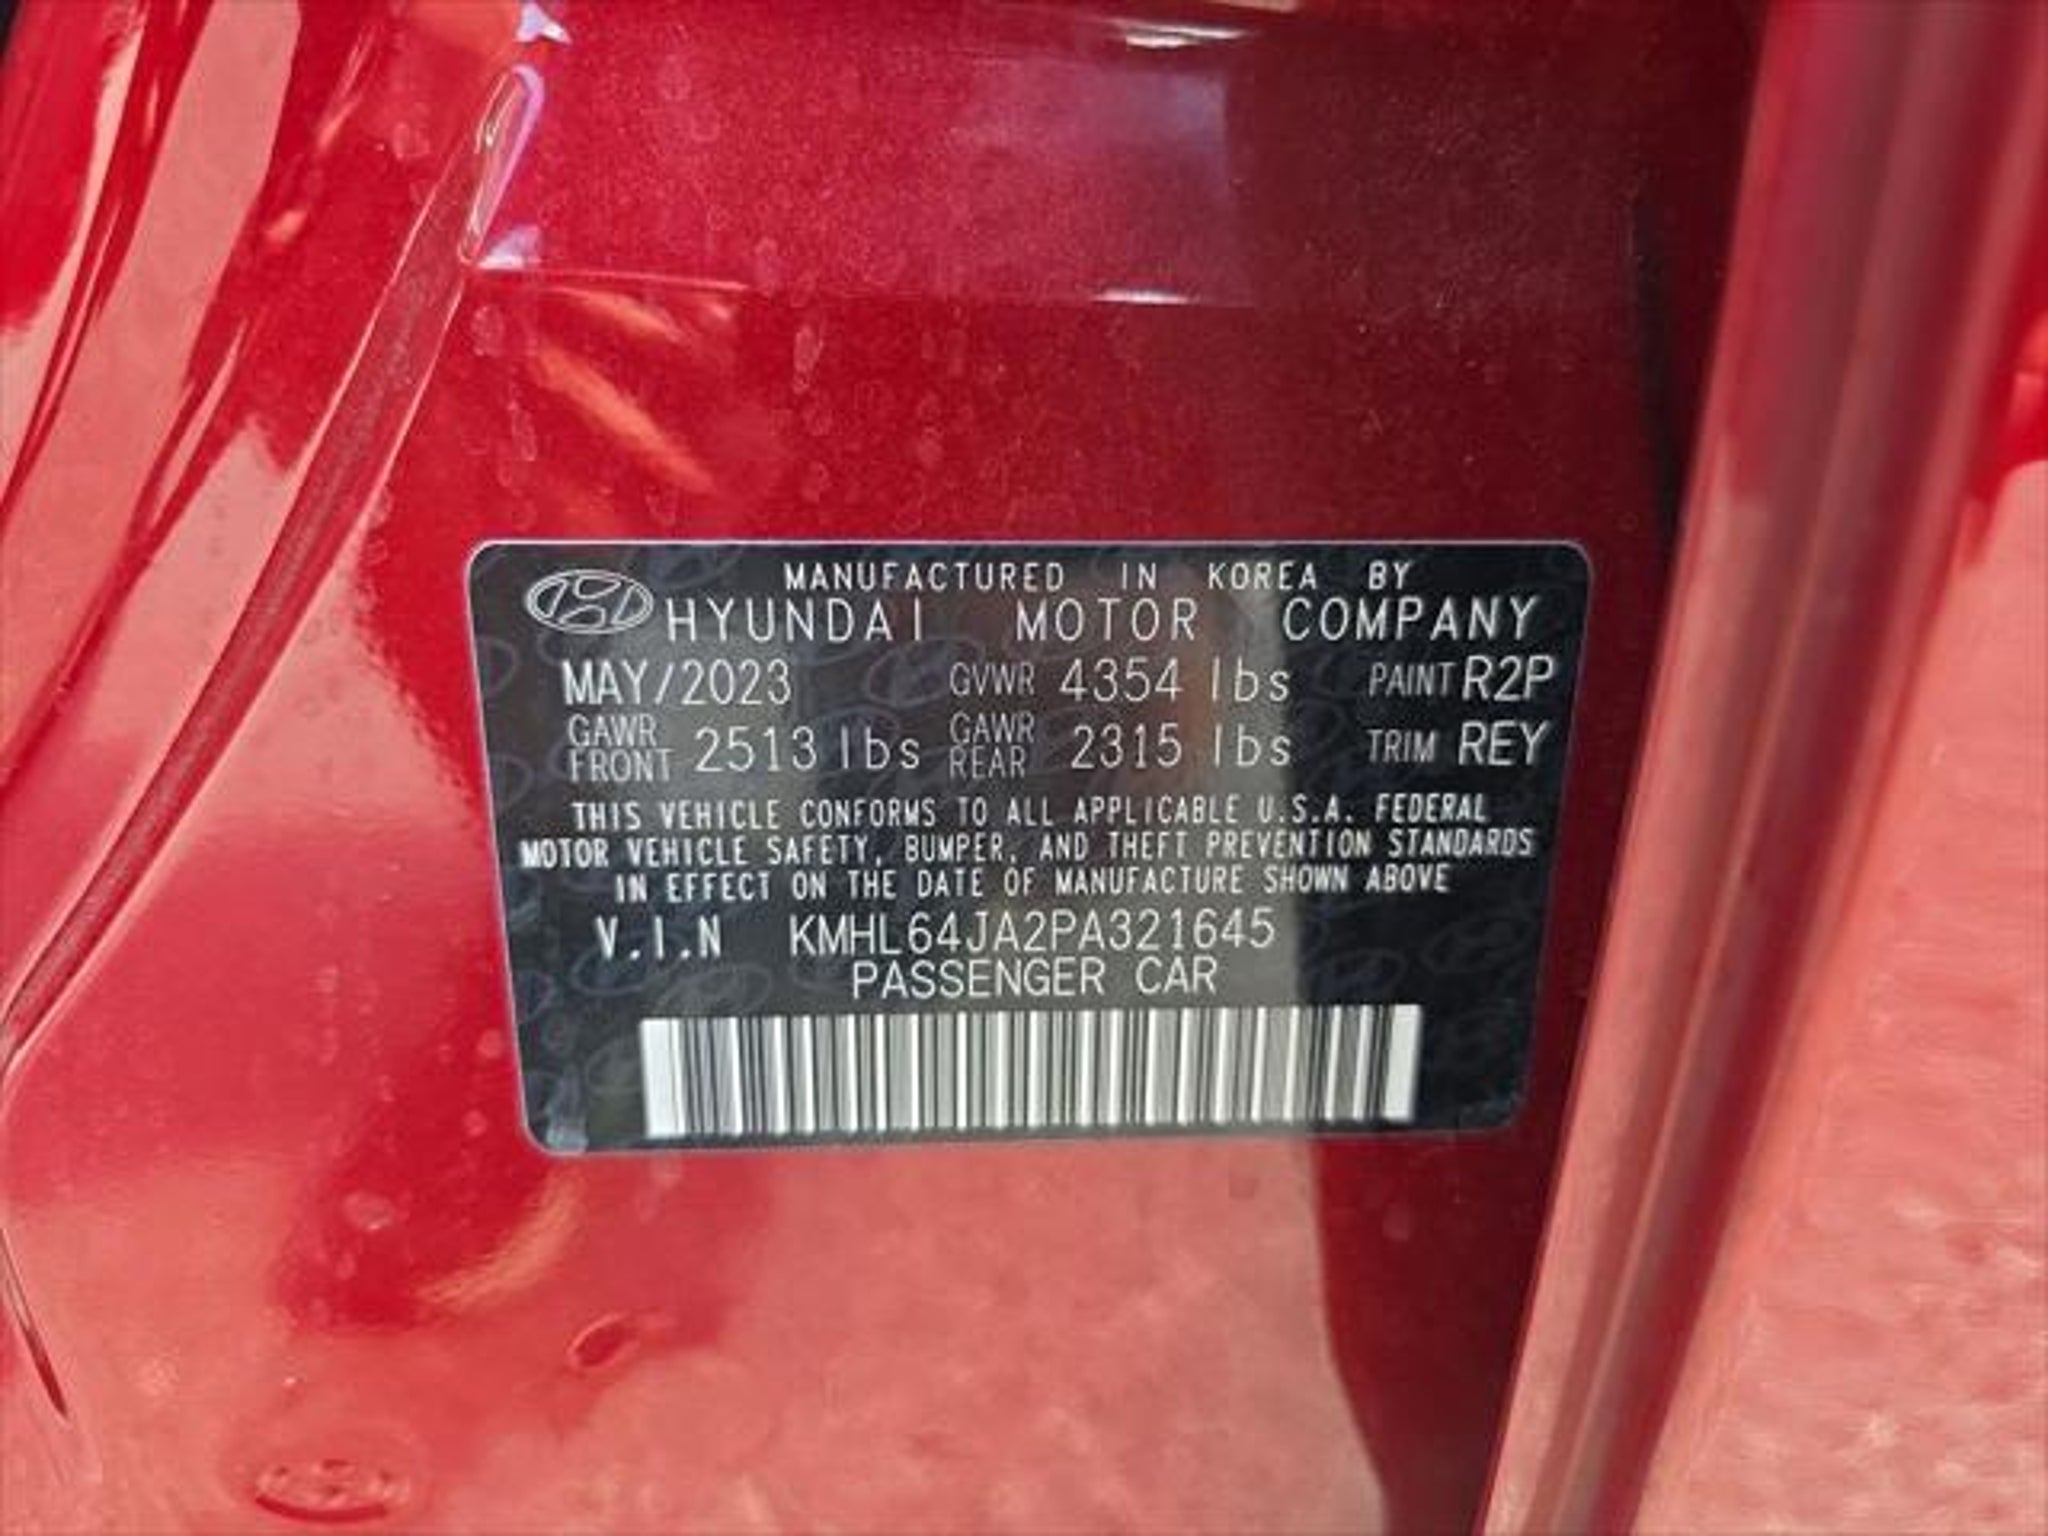 MANUFACTURED IN KOREA BY
HYUNDAI MOTOR COMPANY
MAY/2023 GVWR 4354 lbs PAINT R2P
GAWR FRONT 2513 lbs GAWR REAR 2315 lbs TRIM REY
THIS VEHICLE CONFORMS TO ALL APPLICABLE U.S.A. FEDERAL
MOTOR VEHICLE SAFETY, BUMPER, AND THEFT PREVENTION STANDARDS
IN EFFECT ON THE DATE OF MANUFACTURE SHOWN ABOVE
V.I.N KMHL64JA2PA321645
PASSENGER CAR